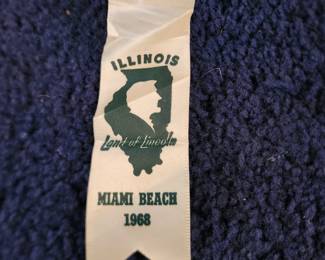 ILLINOIS
Land of Lincoln
MIAMI BEACH
1968